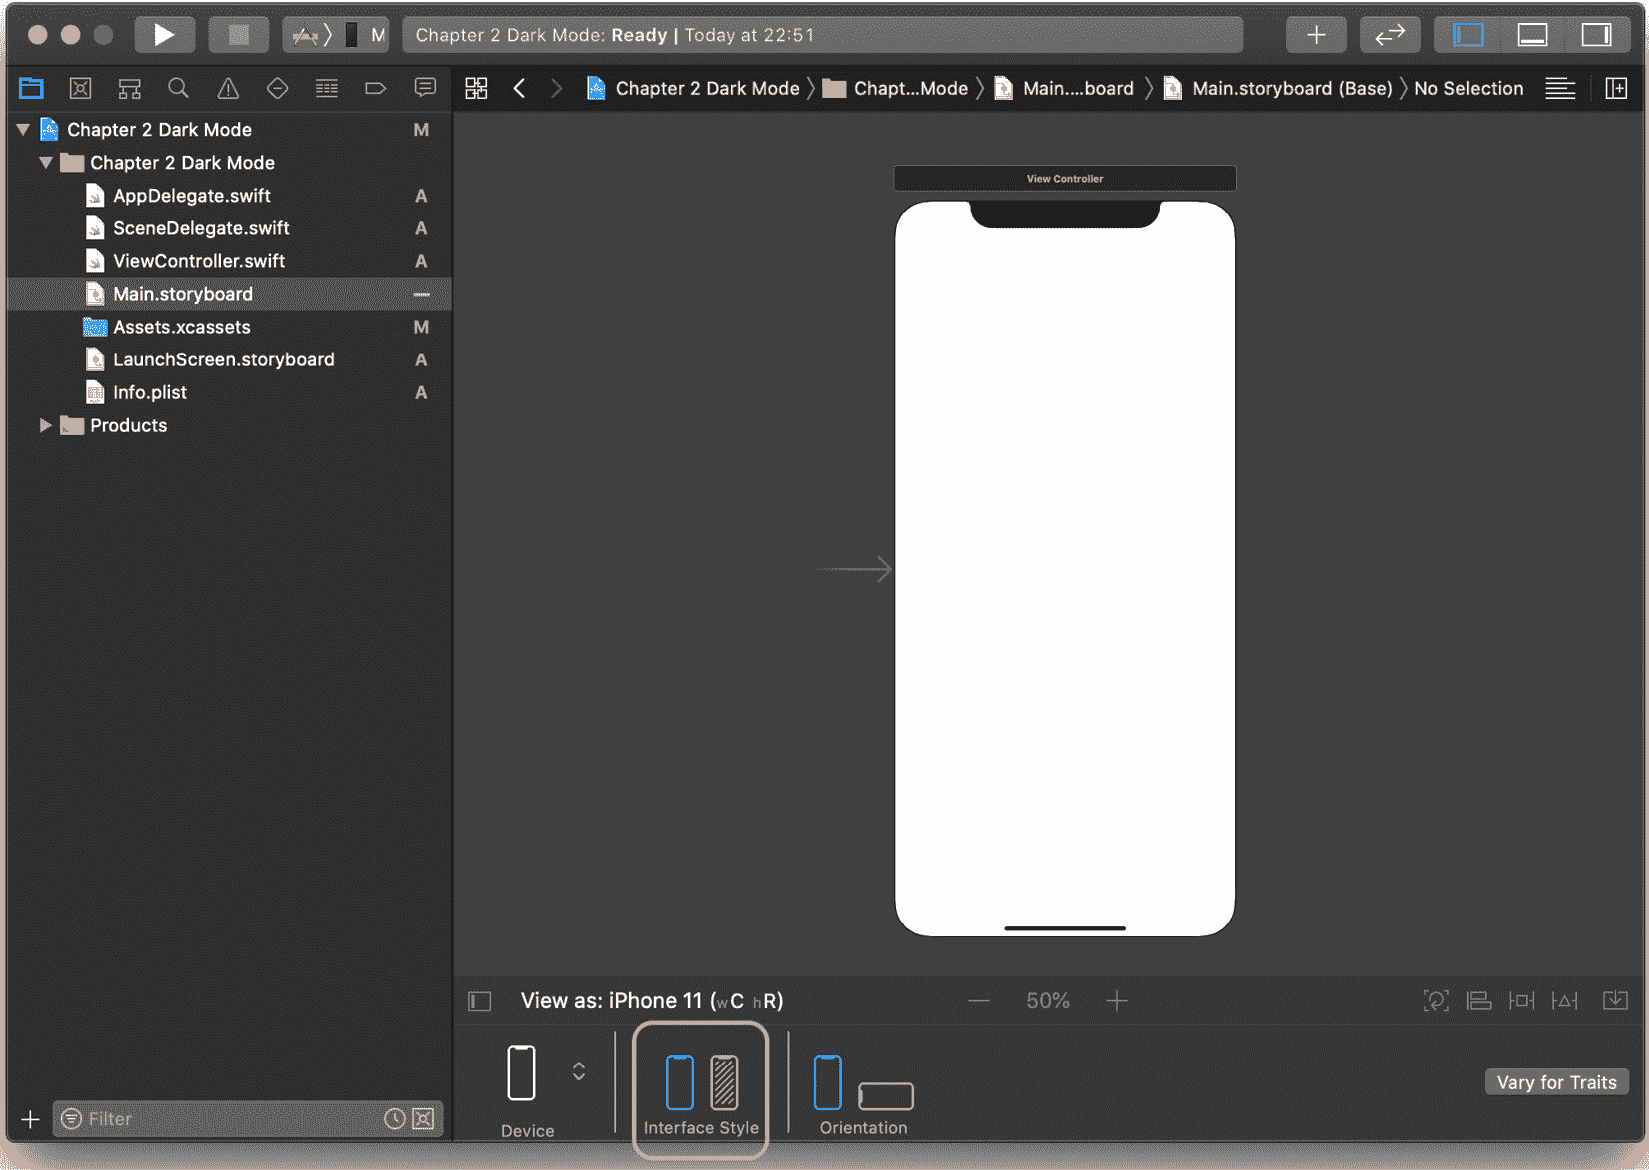 M Chapter 2 Dark Mode: Ready | Today at 22:51
Chapter 2 Dark Mode Chapt...Mode Main....board Main.storyboard (Base) No Selection
Chapter 2 Dark Mode M
Chapter 2 Dark Mode
AppDelegate.swift A
SceneDelegate.swift A
ViewController.swift A
Main.storyboard —
Assets.xcassets M
LaunchScreen.storyboard A
Info.plist A
Products
View Controller
View as: iPhone 11 (wC hR) — 50% +
Vary for Traits
Filter
Device Interface Style Orientation